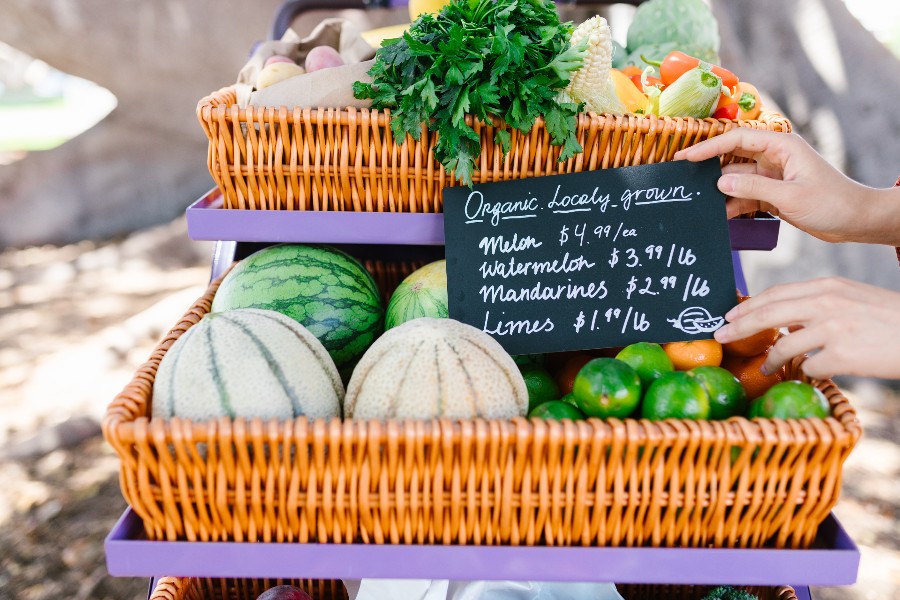 Organic. Localy grown.
Melon $4.99/ea
Watermelon $3.99/lb
Mandarines $2.99/lb
Limes $1.99/lb